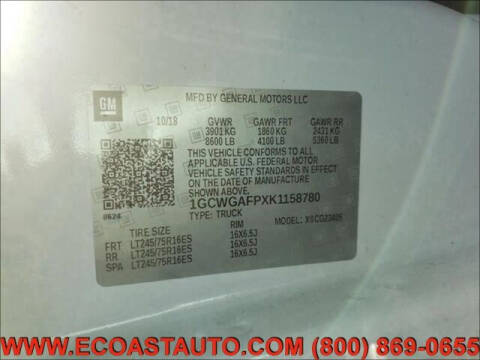 GM
MFD BY GENERAL MOTORS LLC
10/18 GVWR GAWR FRT GAWR RR
3901 KG 1860 KG 2431 KG
8600 LB 4100 LB 5360 LB
THIS VEHICLE CONFORMS TO ALL
APPLICABLE U.S. FEDERAL MOTOR
VEHICLE SAFETY STANDARDS IN EFFECT
ON THE DATE OF MANUFACTURE
SHOWN ABOVE.
0624 1GCWGAFPXK1158780
TYPE: TRUCK MODEL:
TIRE SIZE RIM
FRT LT245/75R16ES 16X6.5J
RR LT245/75R16ES 16X6.5J
SPA LT245/75R16ES 16X6.5J
WWW.ECOASTAUTO.COM (800) 869-0655